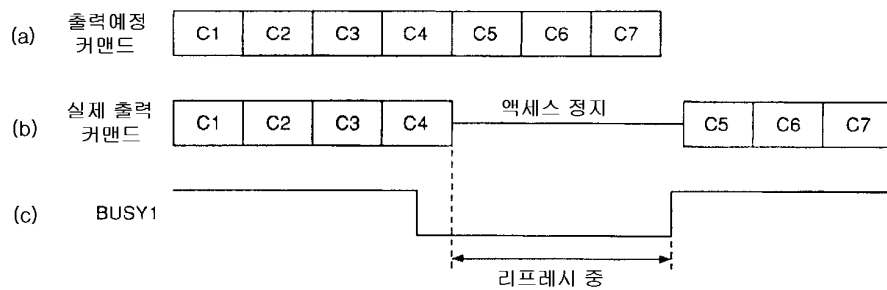 (a) 출력예정 커맨드 C1 C2 C3 C4 C5 C6 C7
(b) 실제 출력 커맨드 C1 C2 C3 C4 액세스 정지 C5 C6 C7
(c) BUSY1
리프레시 중